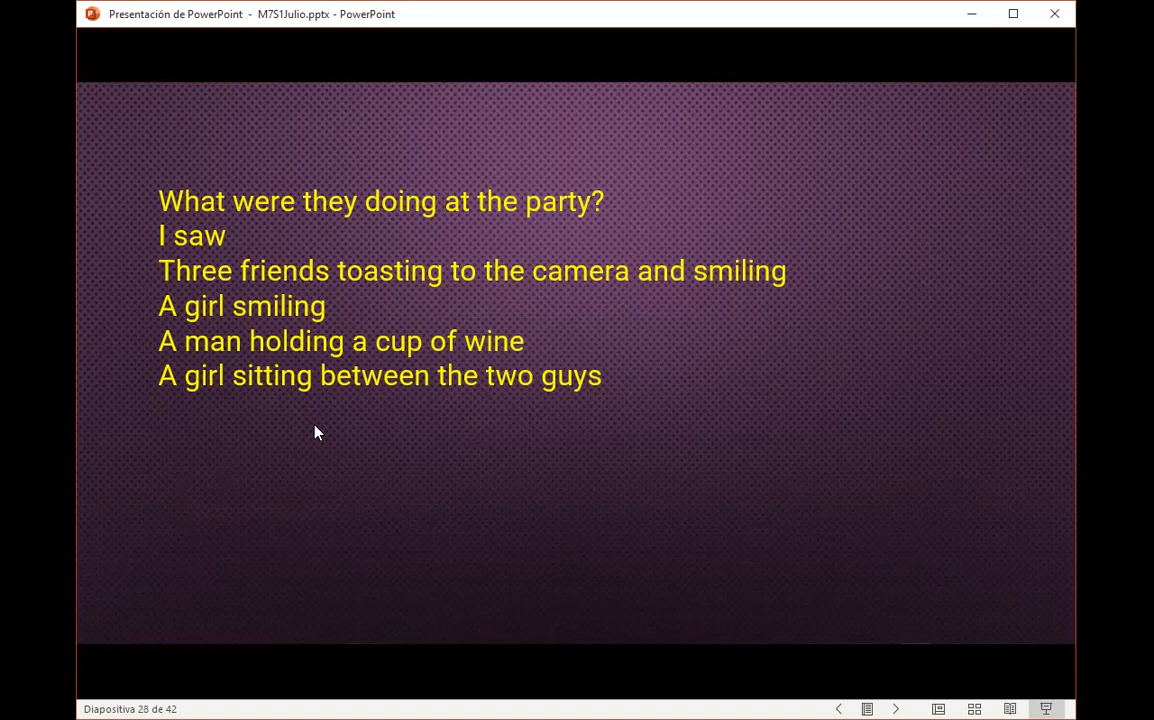 Presentación de PowerPoint - M7S1Julio.pptx - PowerPoint
What were they doing at the party?
I saw
Three friends toasting to the camera and smiling
A girl smiling
A man holding a cup of wine
A girl sitting between the two guys
Diapositiva 28 de 42